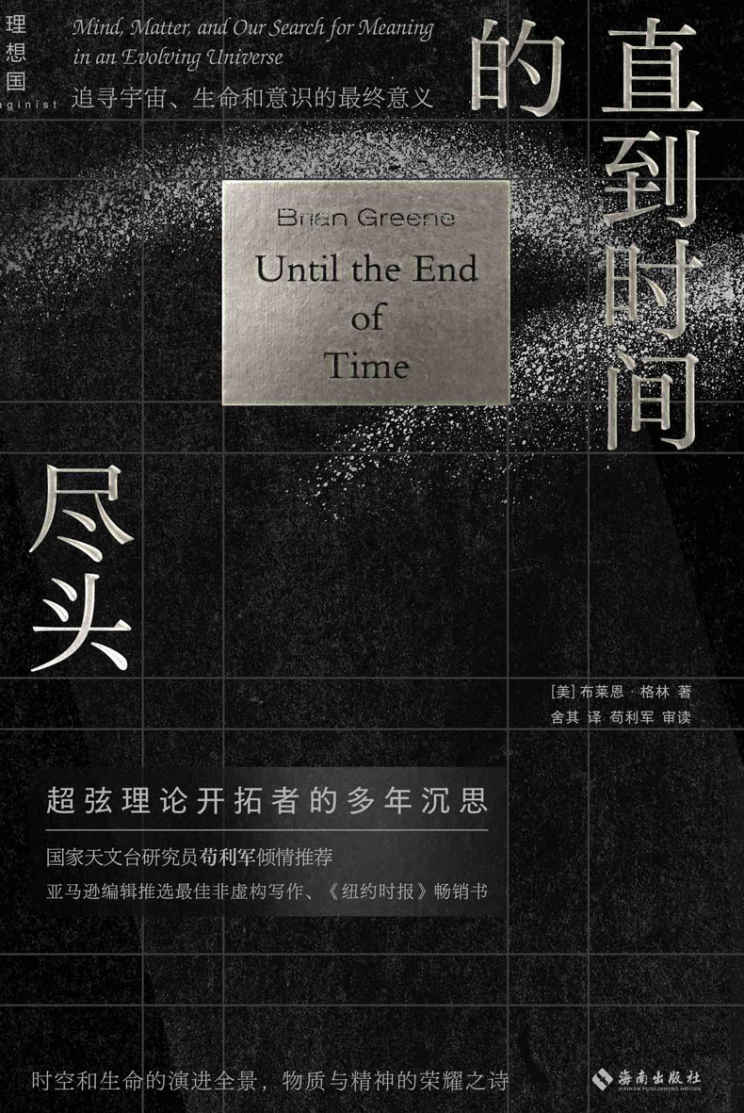 理想国
aginist
Mind, Matter, and Our Search for Meaning
in an Evolving Universe
追寻宇宙、生命和意识的最终意义
直到时间
的
尽头
Brian Greene
Until the End
of
Time
[美] 布莱恩·格林 著
舍其 译 苟利军 审读
超弦理论开拓者的多年沉思
国家天文台研究员苟利军倾情推荐
亚马逊编辑推选最佳非虚构写作、《纽约时报》畅销书
时空和生命的演进全景，物质与精神的荣耀之诗
海南出版社
HAINAN PUBLISHING HOUSE